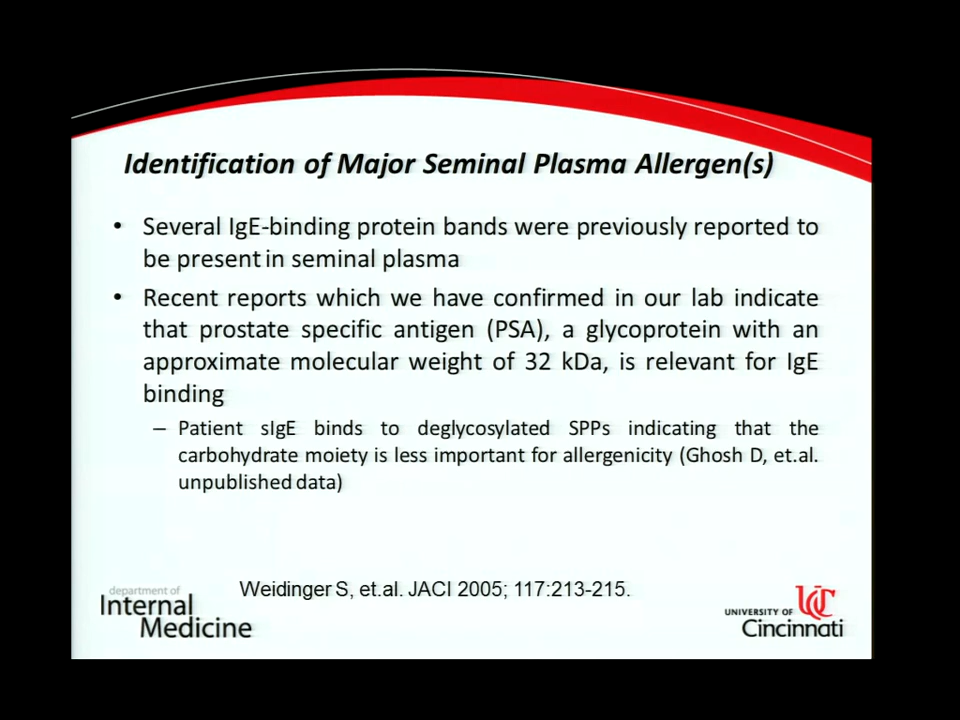 Identification of Major Seminal Plasma Allergen(s)
• Several IgE-binding protein bands were previously reported to
be present in seminal plasma
• Recent reports which we have confirmed in our lab indicate
that prostate specific antigen (PSA), a glycoprotein with an
approximate molecular weight of 32 kDa, is relevant for IgE
binding
– Patient sIgE binds to deglycosylated SPPs indicating that the
carbohydrate moiety is less important for allergenicity (Ghosh D, et.al.
unpublished data)
Weidinger S, et.al. JACI 2005; 117:213-215.
department of
Internal
Medicine
UC
UNIVERSITY OF
Cincinnati